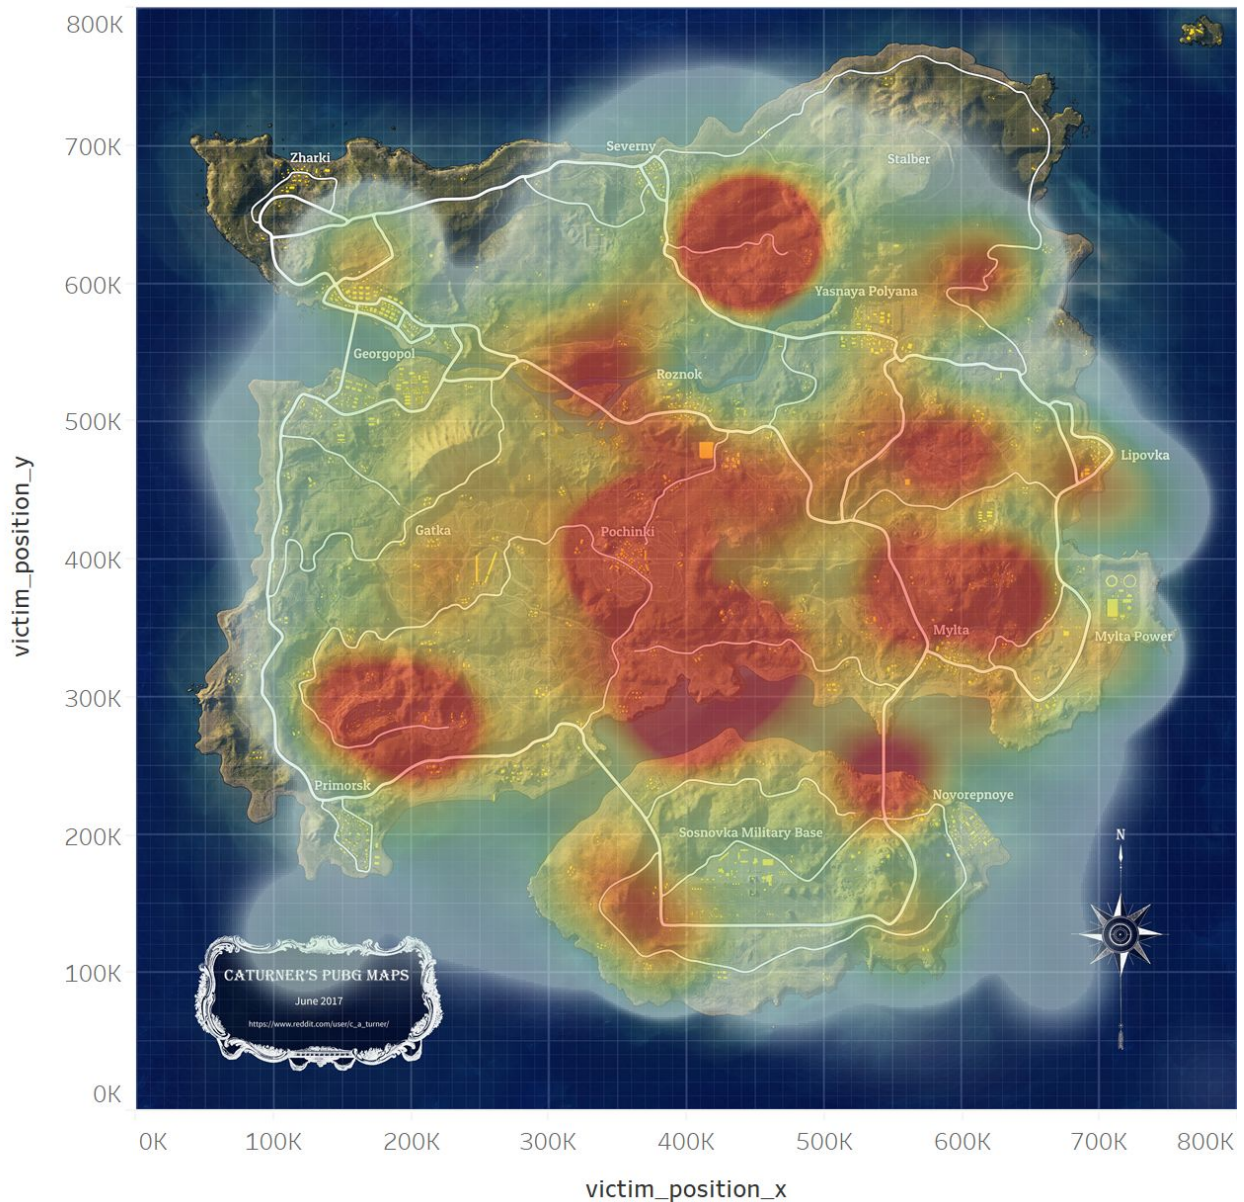 800K
700K
600K
500K
400K
300K
200K
100K
0K
victim_position_y
Zharki
Severny
Stalber
Yasnaya Polyana
Georgopol
Roznok
Lipovka
Gatka
Pochinki
Mylta
Mylta Power
Primorsk
Novorepnoye
Sosnovka Military Base
N
CATURNER'S PUBG MAPS
June 2017
https://www.reddit.com/user/c_a_turner/
0K 100K 200K 300K 400K 500K 600K 700K 800K
victim_position_x